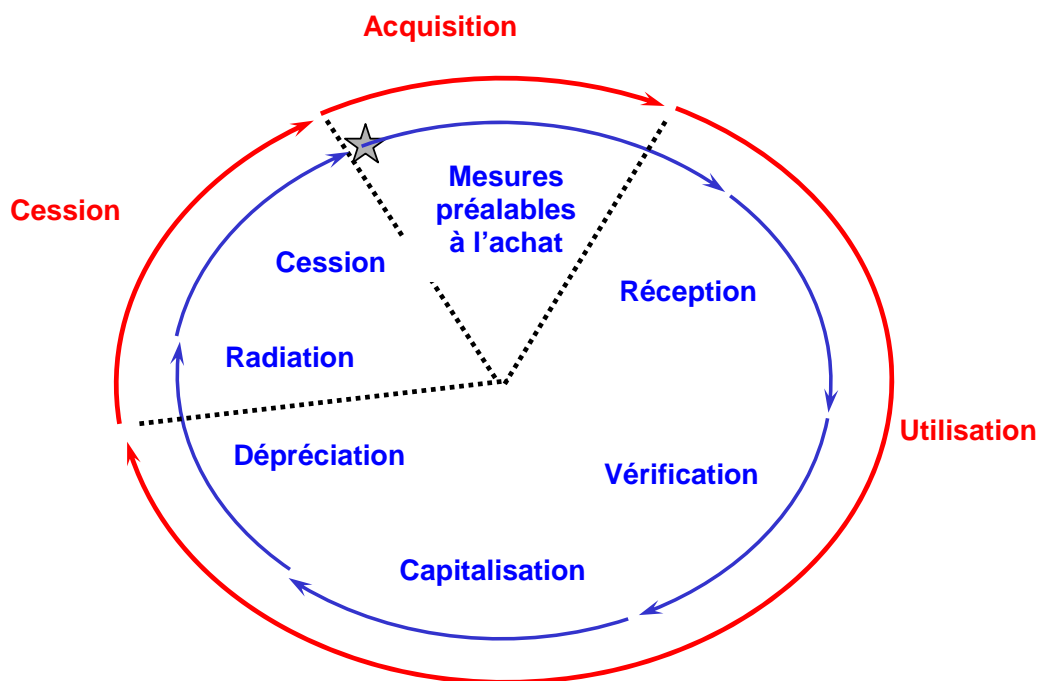 Acquisition
Cession
Mesures
préalables
à l’achat
Cession
Réception
Radiation
Utilisation
Dépréciation
Vérification
Capitalisation